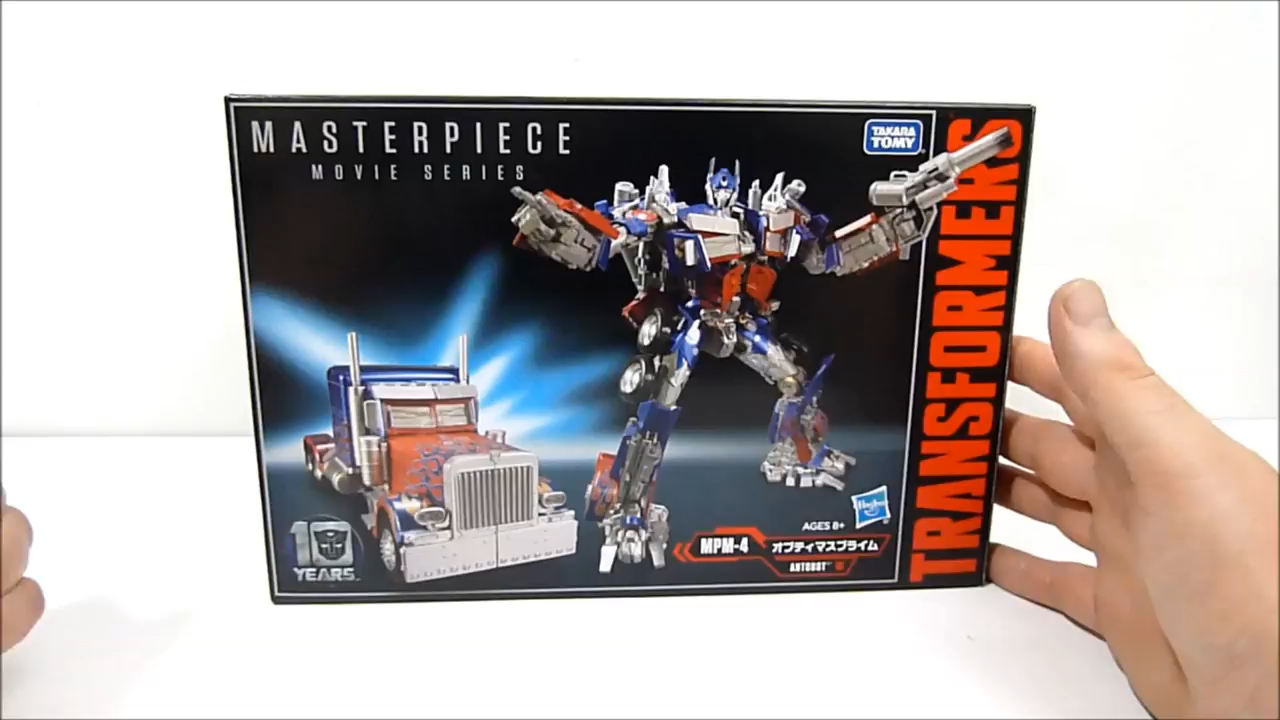 MASTERPIECE
MOVIE SERIES
TAKARA
TOMY
TRANSFORMERS
10
YEARS
AGES 8+
Hasbro
MPM-4
オプティマスプライム
AUTOBOT